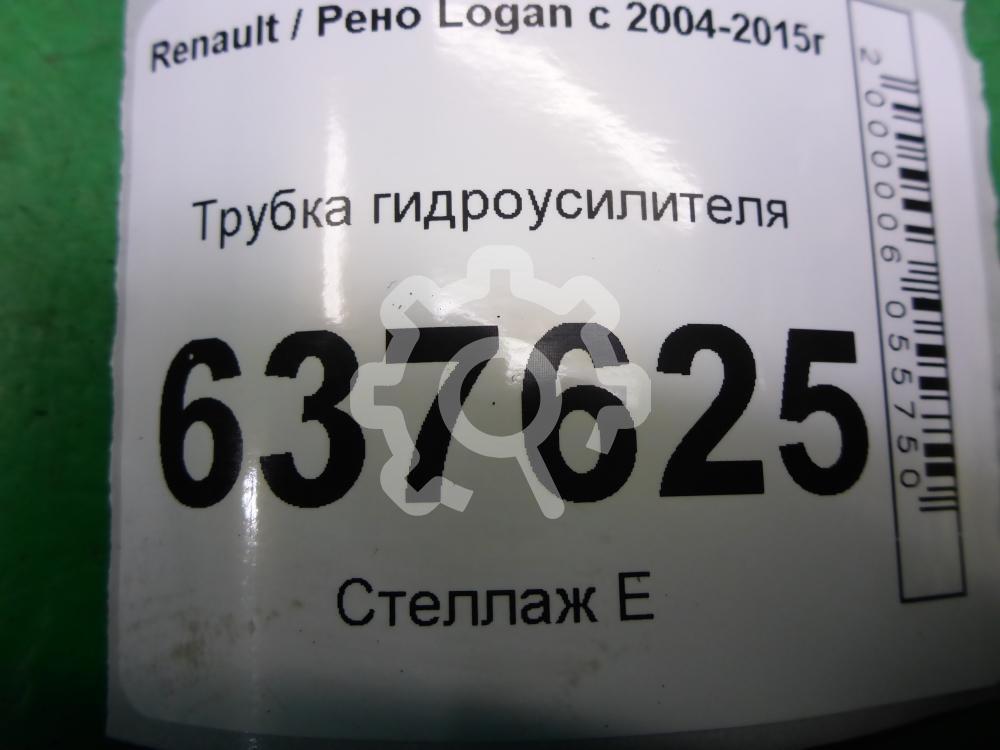 Renault / Рено Logan с 2004-2015г
Трубка гидроусилителя
637625
Стеллаж Е
2000006055750